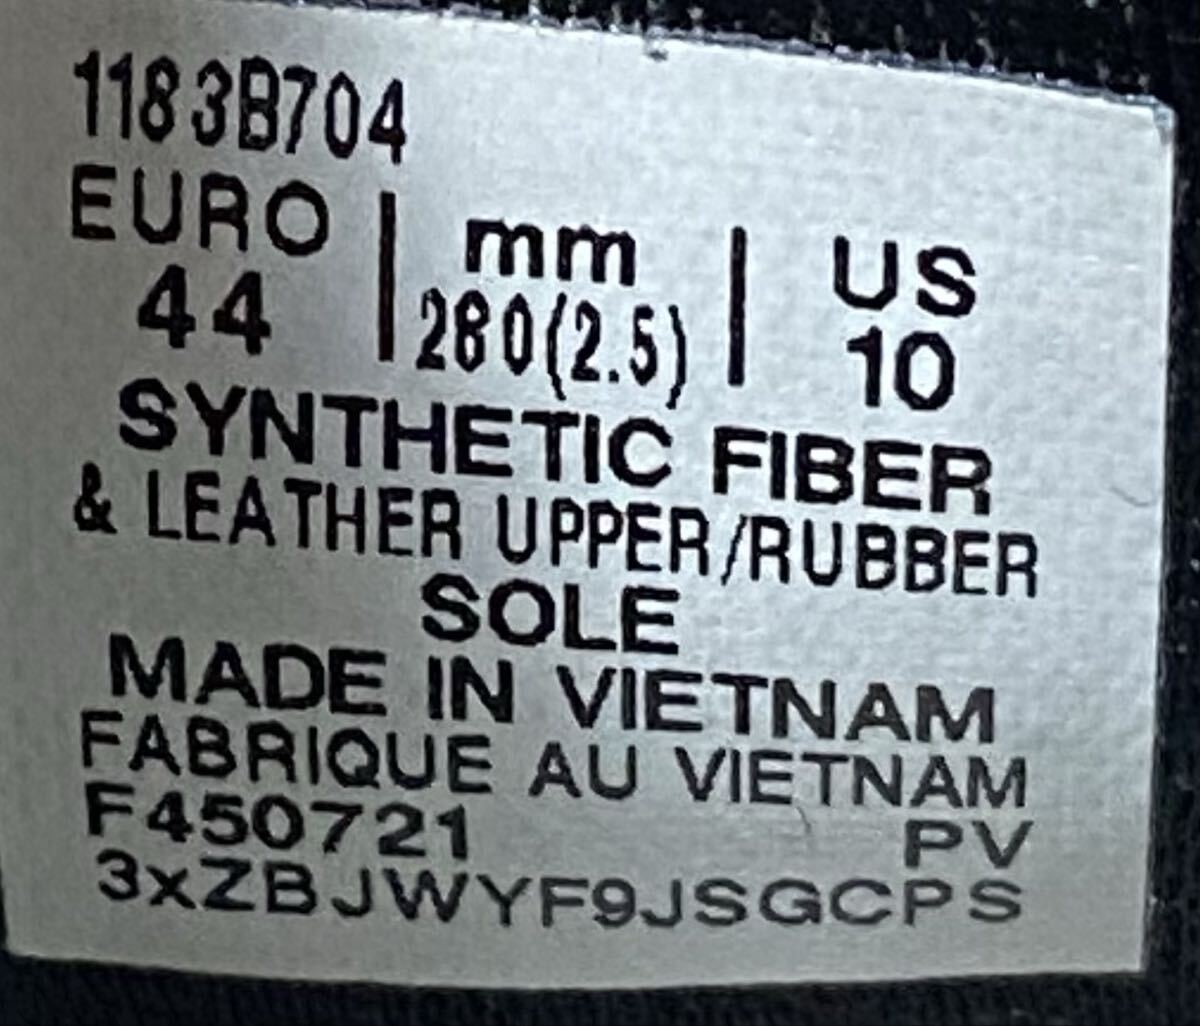 1183B704
EURO | mm | US
44 | 280(2.5) | 10
SYNTHETIC FIBER
& LEATHER UPPER/RUBBER
SOLE
MADE IN VIETNAM
FABRIQUE AU VIETNAM
F450721 PV
3xZBJWYF9JSGCPS